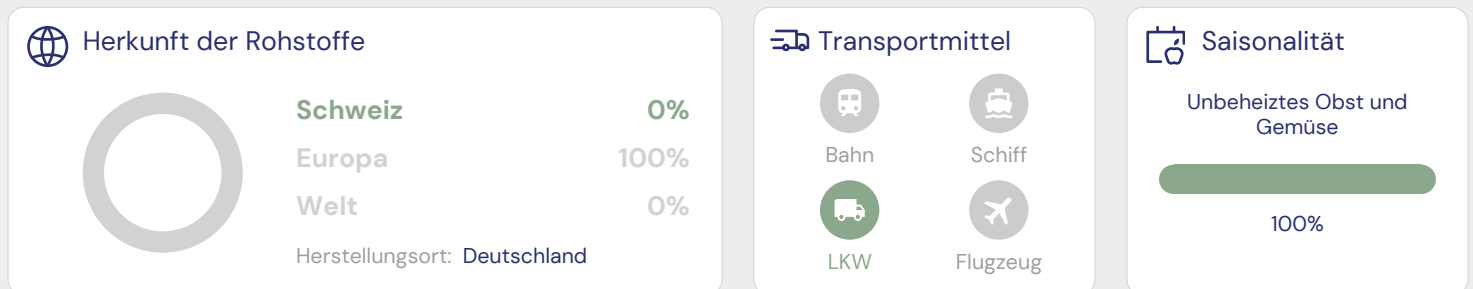 Herkunft der Rohstoffe
Schweiz 0%
Europa 100%
Welt 0%
Herstellungsort: Deutschland
Transportmittel
Bahn Schiff
LKW Flugzeug
Saisonalität
Unbeheiztes Obst und
Gemüse
100%